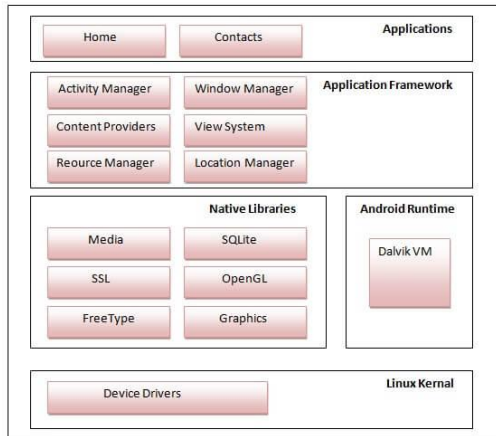 Applications
Home Contacts
Application Framework
Activity Manager Window Manager
Content Providers View System
Reource Manager Location Manager
Native Libraries
Media SQLite
SSL OpenGL
FreeType Graphics
Android Runtime
Dalvik VM
Linux Kernel
Device Drivers